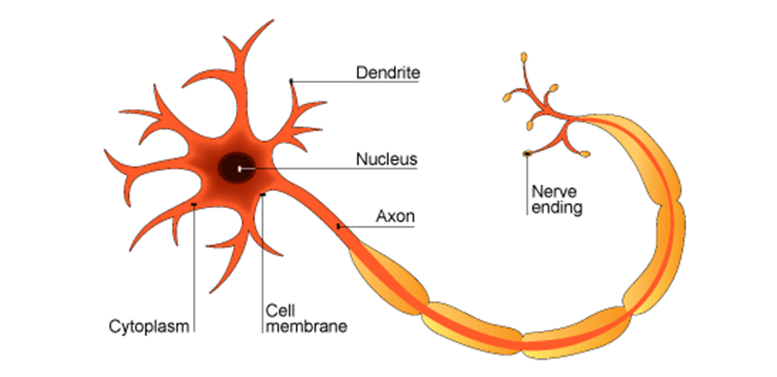 Dendrite
Nucleus
Axon
Nerve
ending
Cytoplasm
Cell
membrane